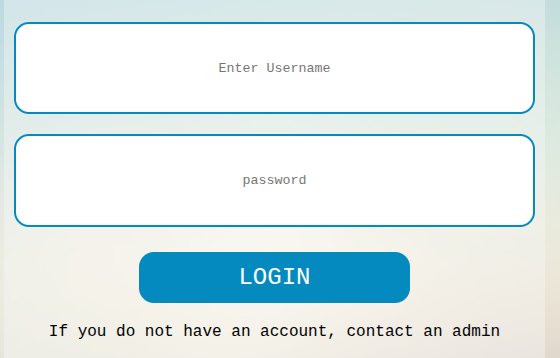 Enter Username
password
LOGIN
If you do not have an account, contact an admin